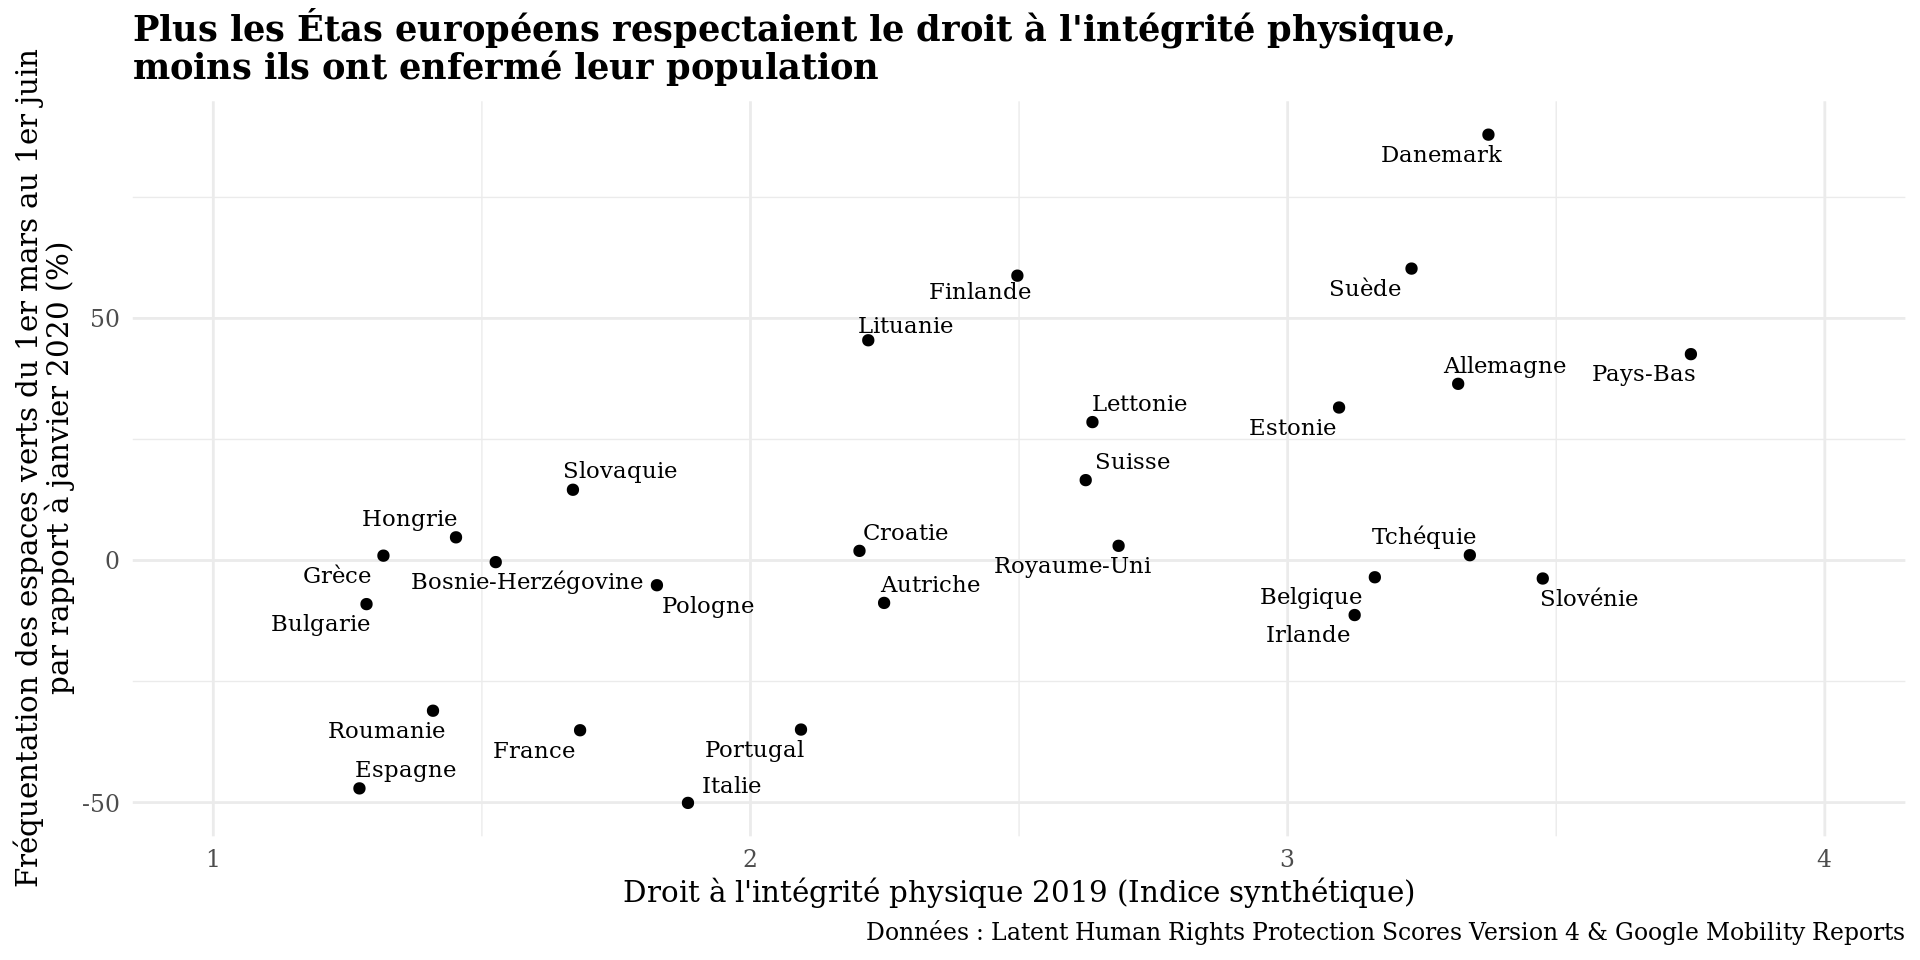 Plus les Étas européens respectaient le droit à l'intégrité physique,
moins ils ont enfermé leur population
Fréquentation des espaces verts du 1er mars au 1er juin
par rapport à janvier 2020 (%)
Danemark
Suède
Finlande
50
Lituanie
Allemagne
Pays-Bas
Lettonie
Estonie
Suisse
Slovaquie
Hongrie
Croatie
Tchéquie
0
Royaume-Uni
Grèce
Bosnie-Herzégovine
Autriche
Belgique
Slovénie
Pologne
Bulgarie
Irlande
Roumanie
France
Portugal
Espagne
Italie
-50
1
2
3
4
Droit à l'intégrité physique 2019 (Indice synthétique)
Données : Latent Human Rights Protection Scores Version 4 & Google Mobility Reports